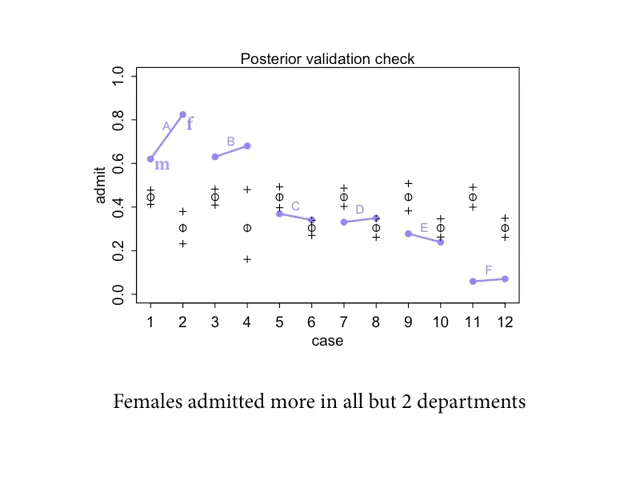 Posterior validation check
admit
1.0
0.8
0.6
0.4
0.2
0.0
A
f
m
B
C
D
E
F
1 2 3 4 5 6 7 8 9 10 11 12
case
Females admitted more in all but 2 departments